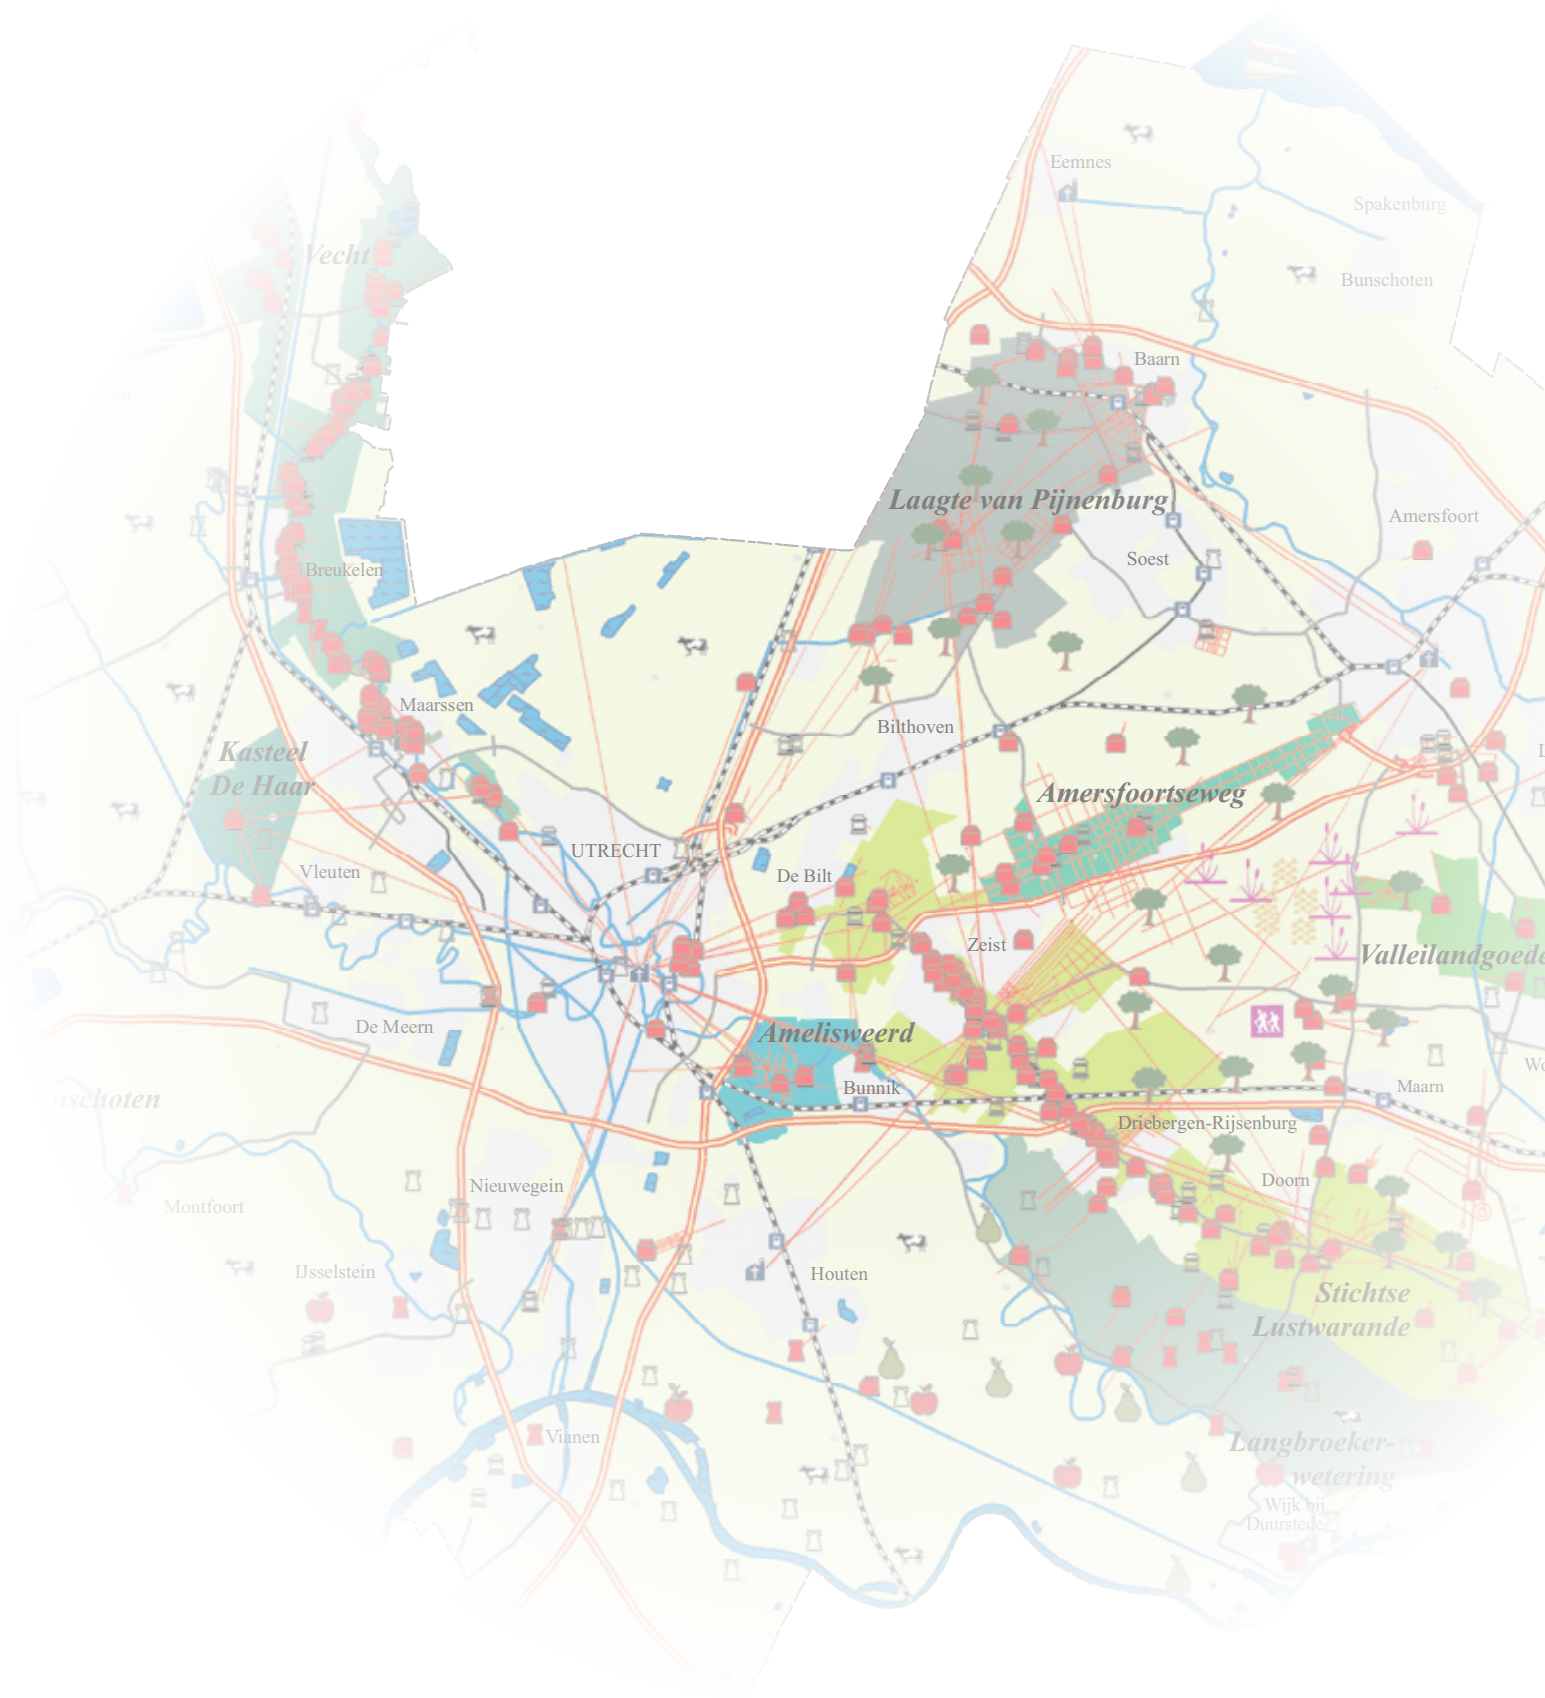 Eemnes
Spakenburg
Vecht
Bunschoten
Baarn
Laagte van Pijnenburg
Amersfoort
Soest
Breukelen
Maarssen
Bilthoven
Kasteel
De Haar
Amersfoortseweg
UTRECHT
Vleuten
De Bilt
Zeist
Valleilandgoede
De Meern
Amelisweerd
Bunnik
Maarn
nschoten
Driebergen-Rijsenburg
Montfoort
Nieuwegein
Doorn
IJsselstein
Houten
Stichtse
Lustwarande
Vianen
Langbroeker-
wetering
Wijk bij
Duurstede